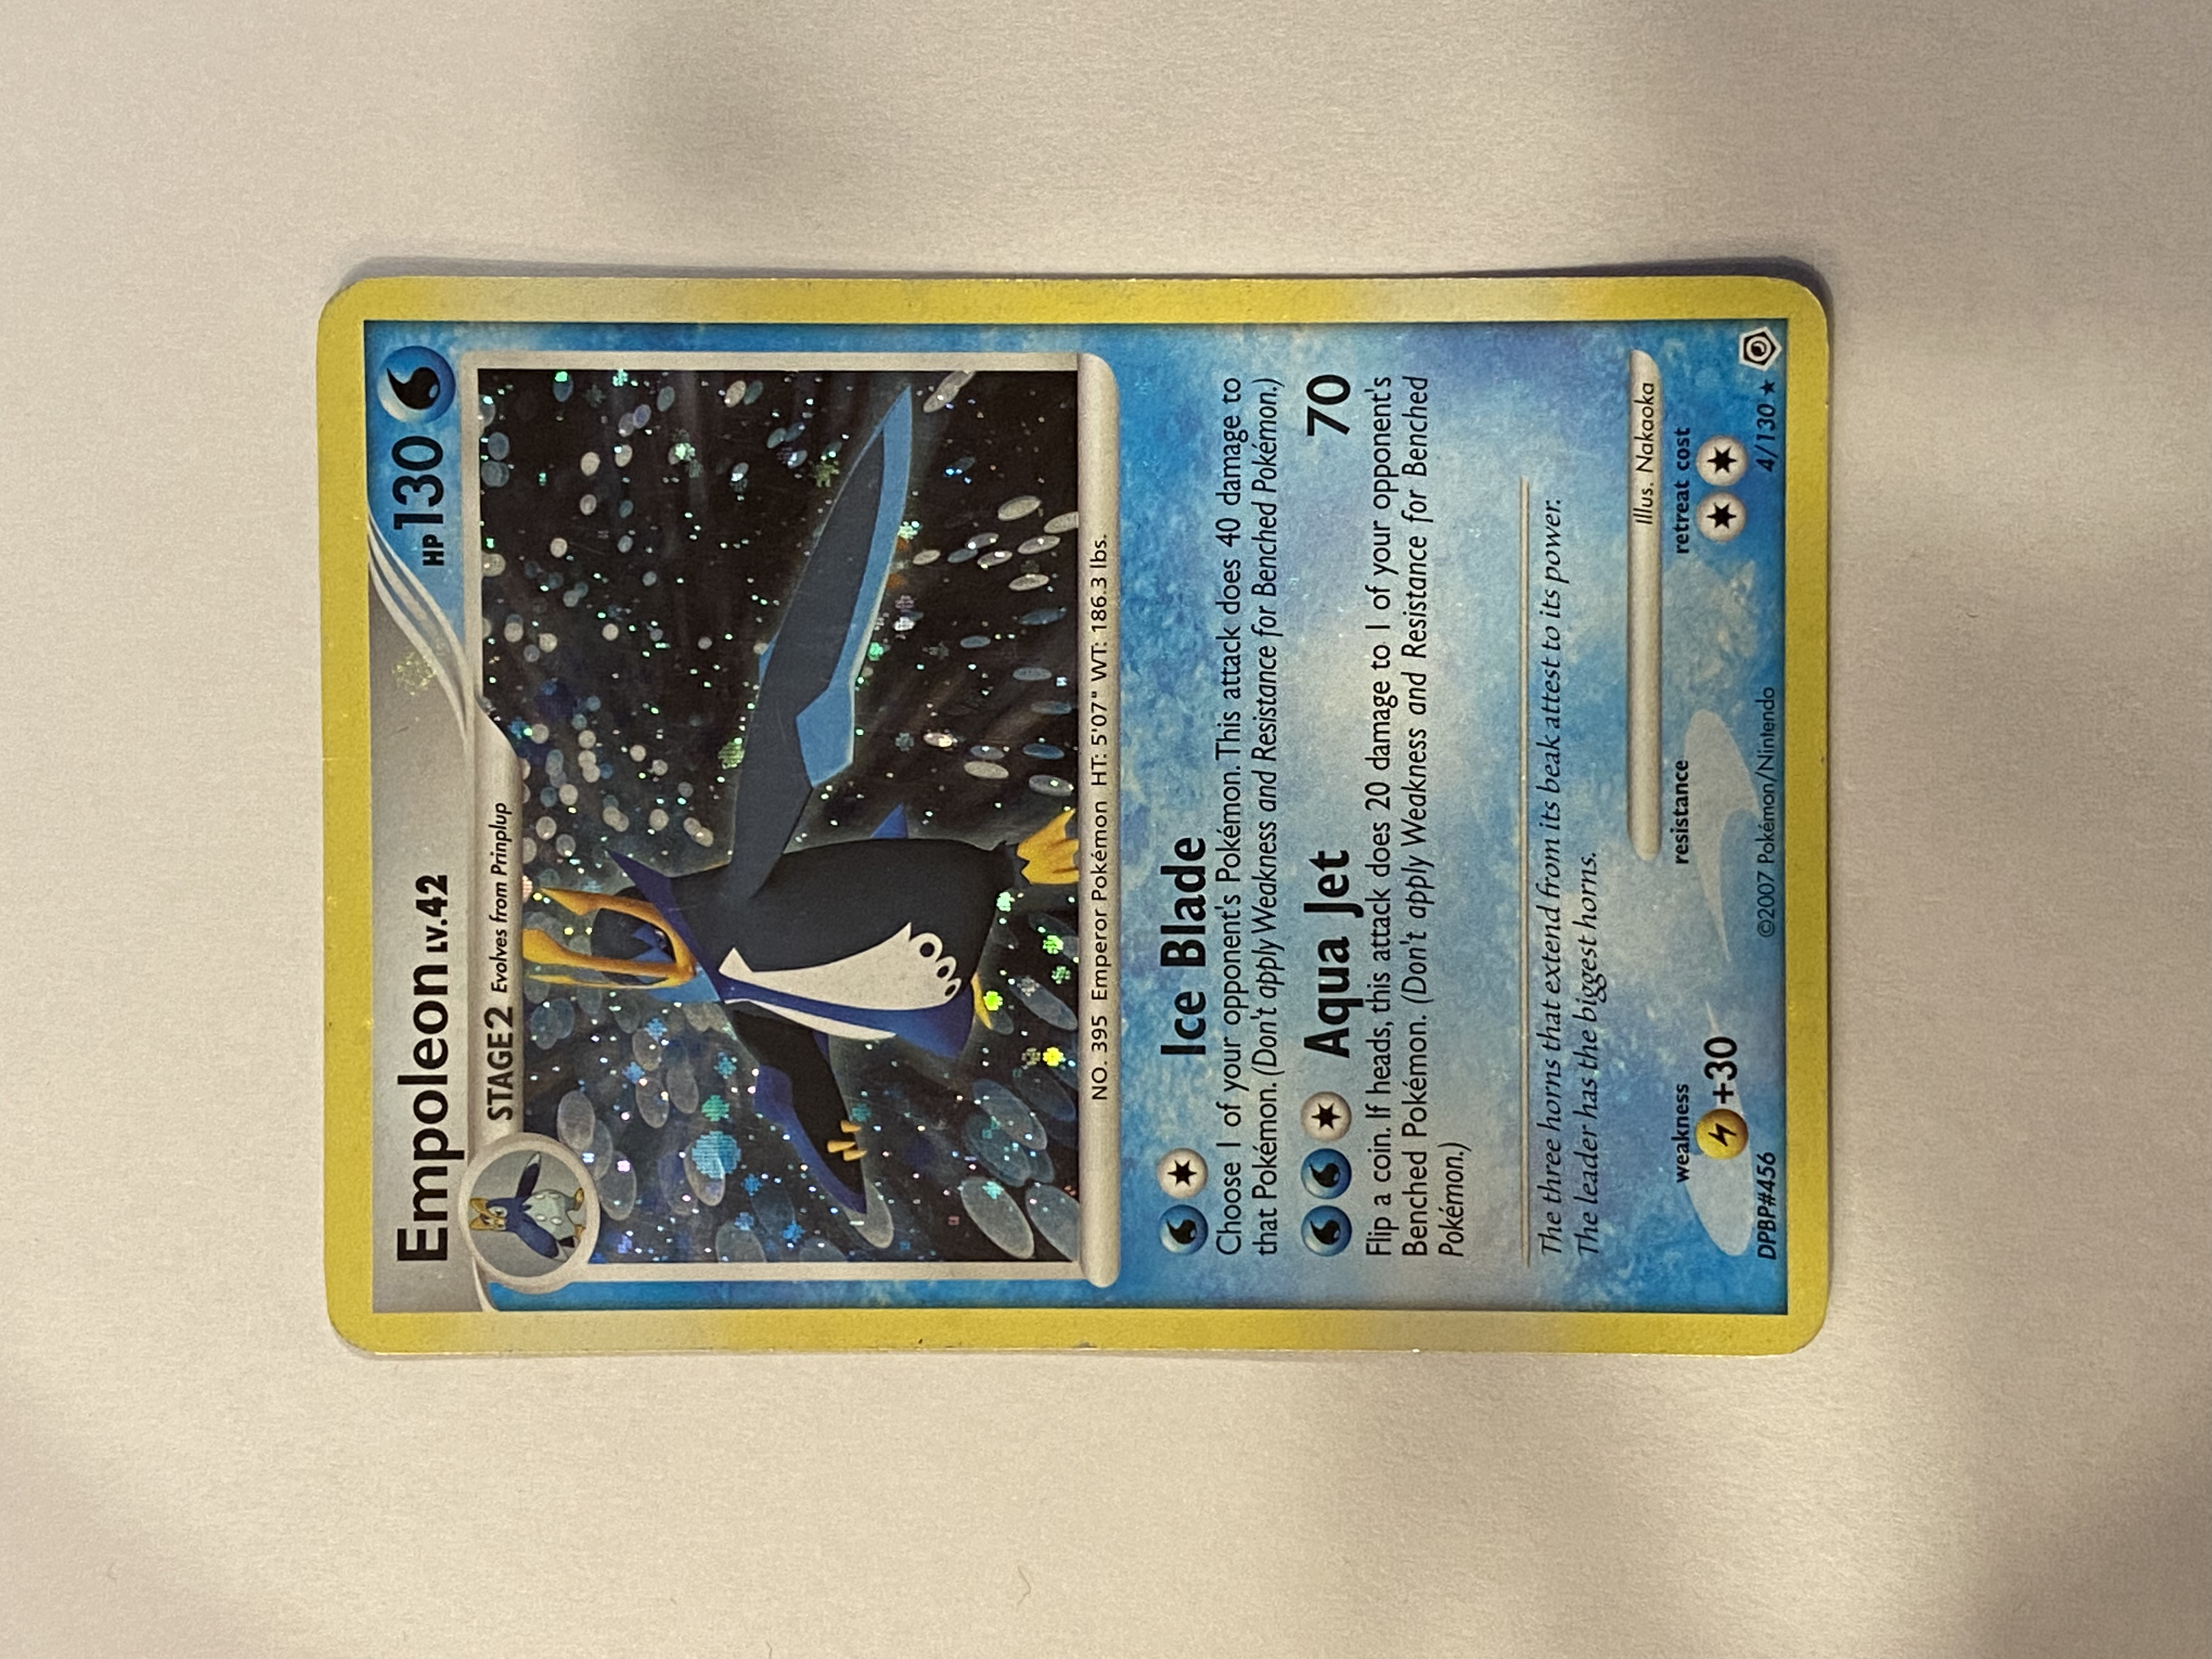 Empoleon LV.42 HP 130
STAGE 2 Evolves from Prinplup
NO. 395 Emperor Pokémon HT: 5'07" WT: 186.3 lbs.
Ice Blade
Choose 1 of your opponent's Pokémon. This attack does 40 damage to
that Pokémon. (Don't apply Weakness and Resistance for Benched Pokémon.)
Aqua Jet 70
Flip a coin. If heads, this attack does 20 damage to 1 of your opponent's
Benched Pokémon. (Don't apply Weakness and Resistance for Benched
Pokémon.)
The three horns that extend from its beak attest to its power.
The leader has the biggest horns.
Illus. Nakaoka
weakness resistance retreat cost
+30
DPBP#456 ©2007 Pokémon/Nintendo 4/130 ★